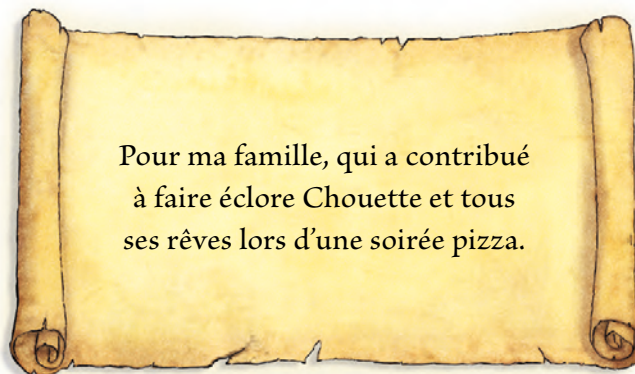 Pour ma famille, qui a contribué
à faire éclore Chouette et tous
ses rêves lors d’une soirée pizza.